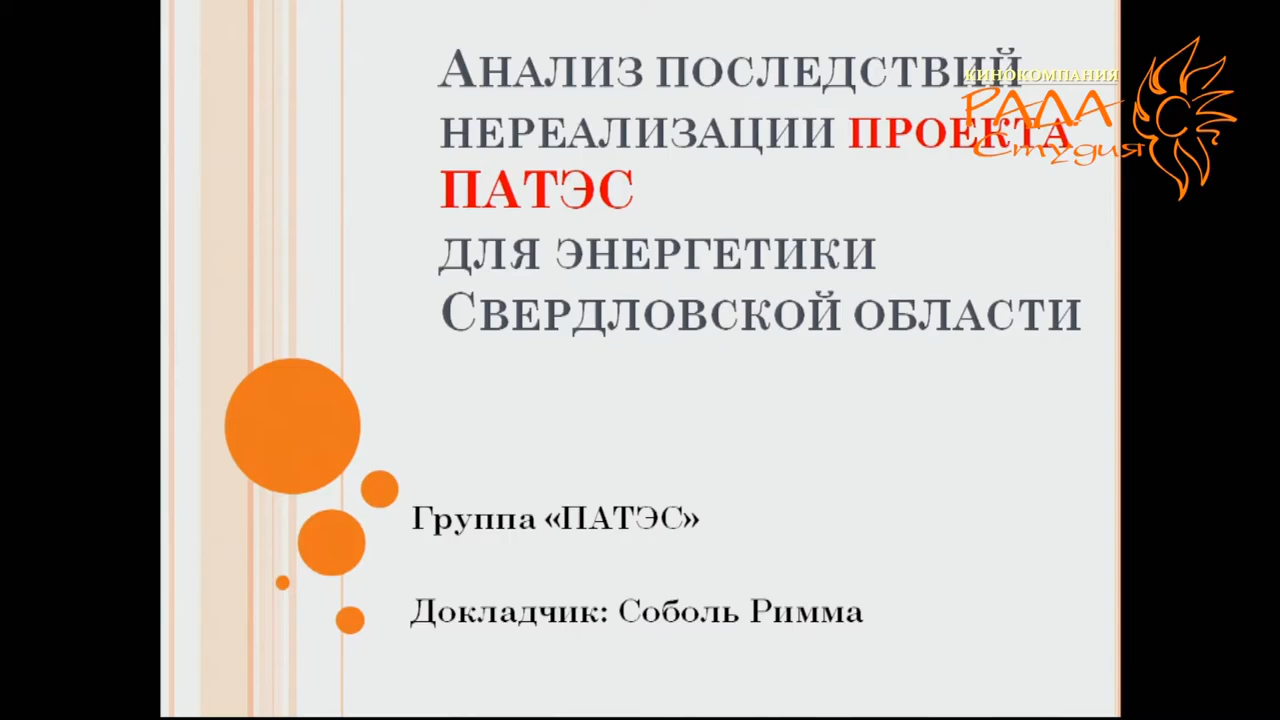 Анализ последствий
нереализации проекта
ПАТЭС
для энергетики
Свердловской области
КИНОКОМПАНИЯ
РАДА
Студия
Группа «ПАТЭС»
Докладчик: Соболь Римма